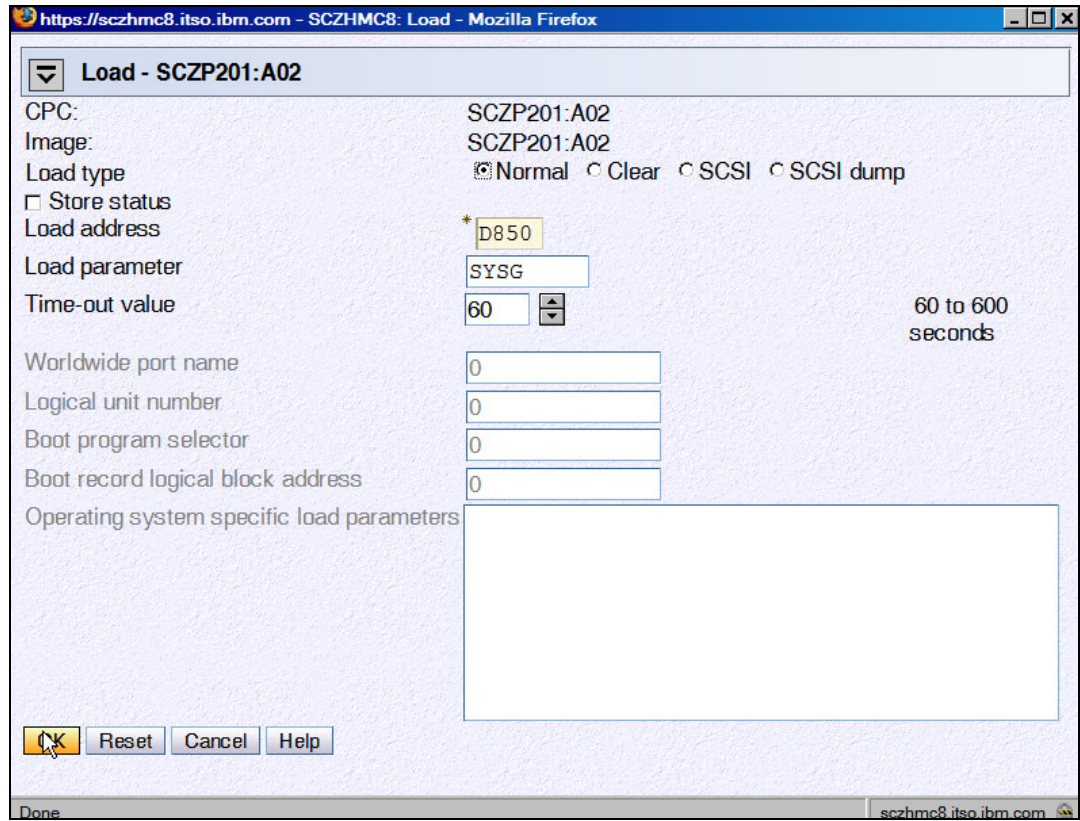 https://sczhmc8.itso.ibm.com - SCZHMC8: Load - Mozilla Firefox
Load - SCZP201:A02
CPC: SCZP201:A02
Image: SCZP201:A02
Load type Normal Clear SCSI SCSI dump
Store status
Load address * D850
Load parameter SYSG
Time-out value 60 60 to 600
seconds
Worldwide port name 0
Logical unit number 0
Boot program selector 0
Boot record logical block address 0
Operating system specific load parameters
OK Reset Cancel Help
Done sczhmc8.itso.ibm.com